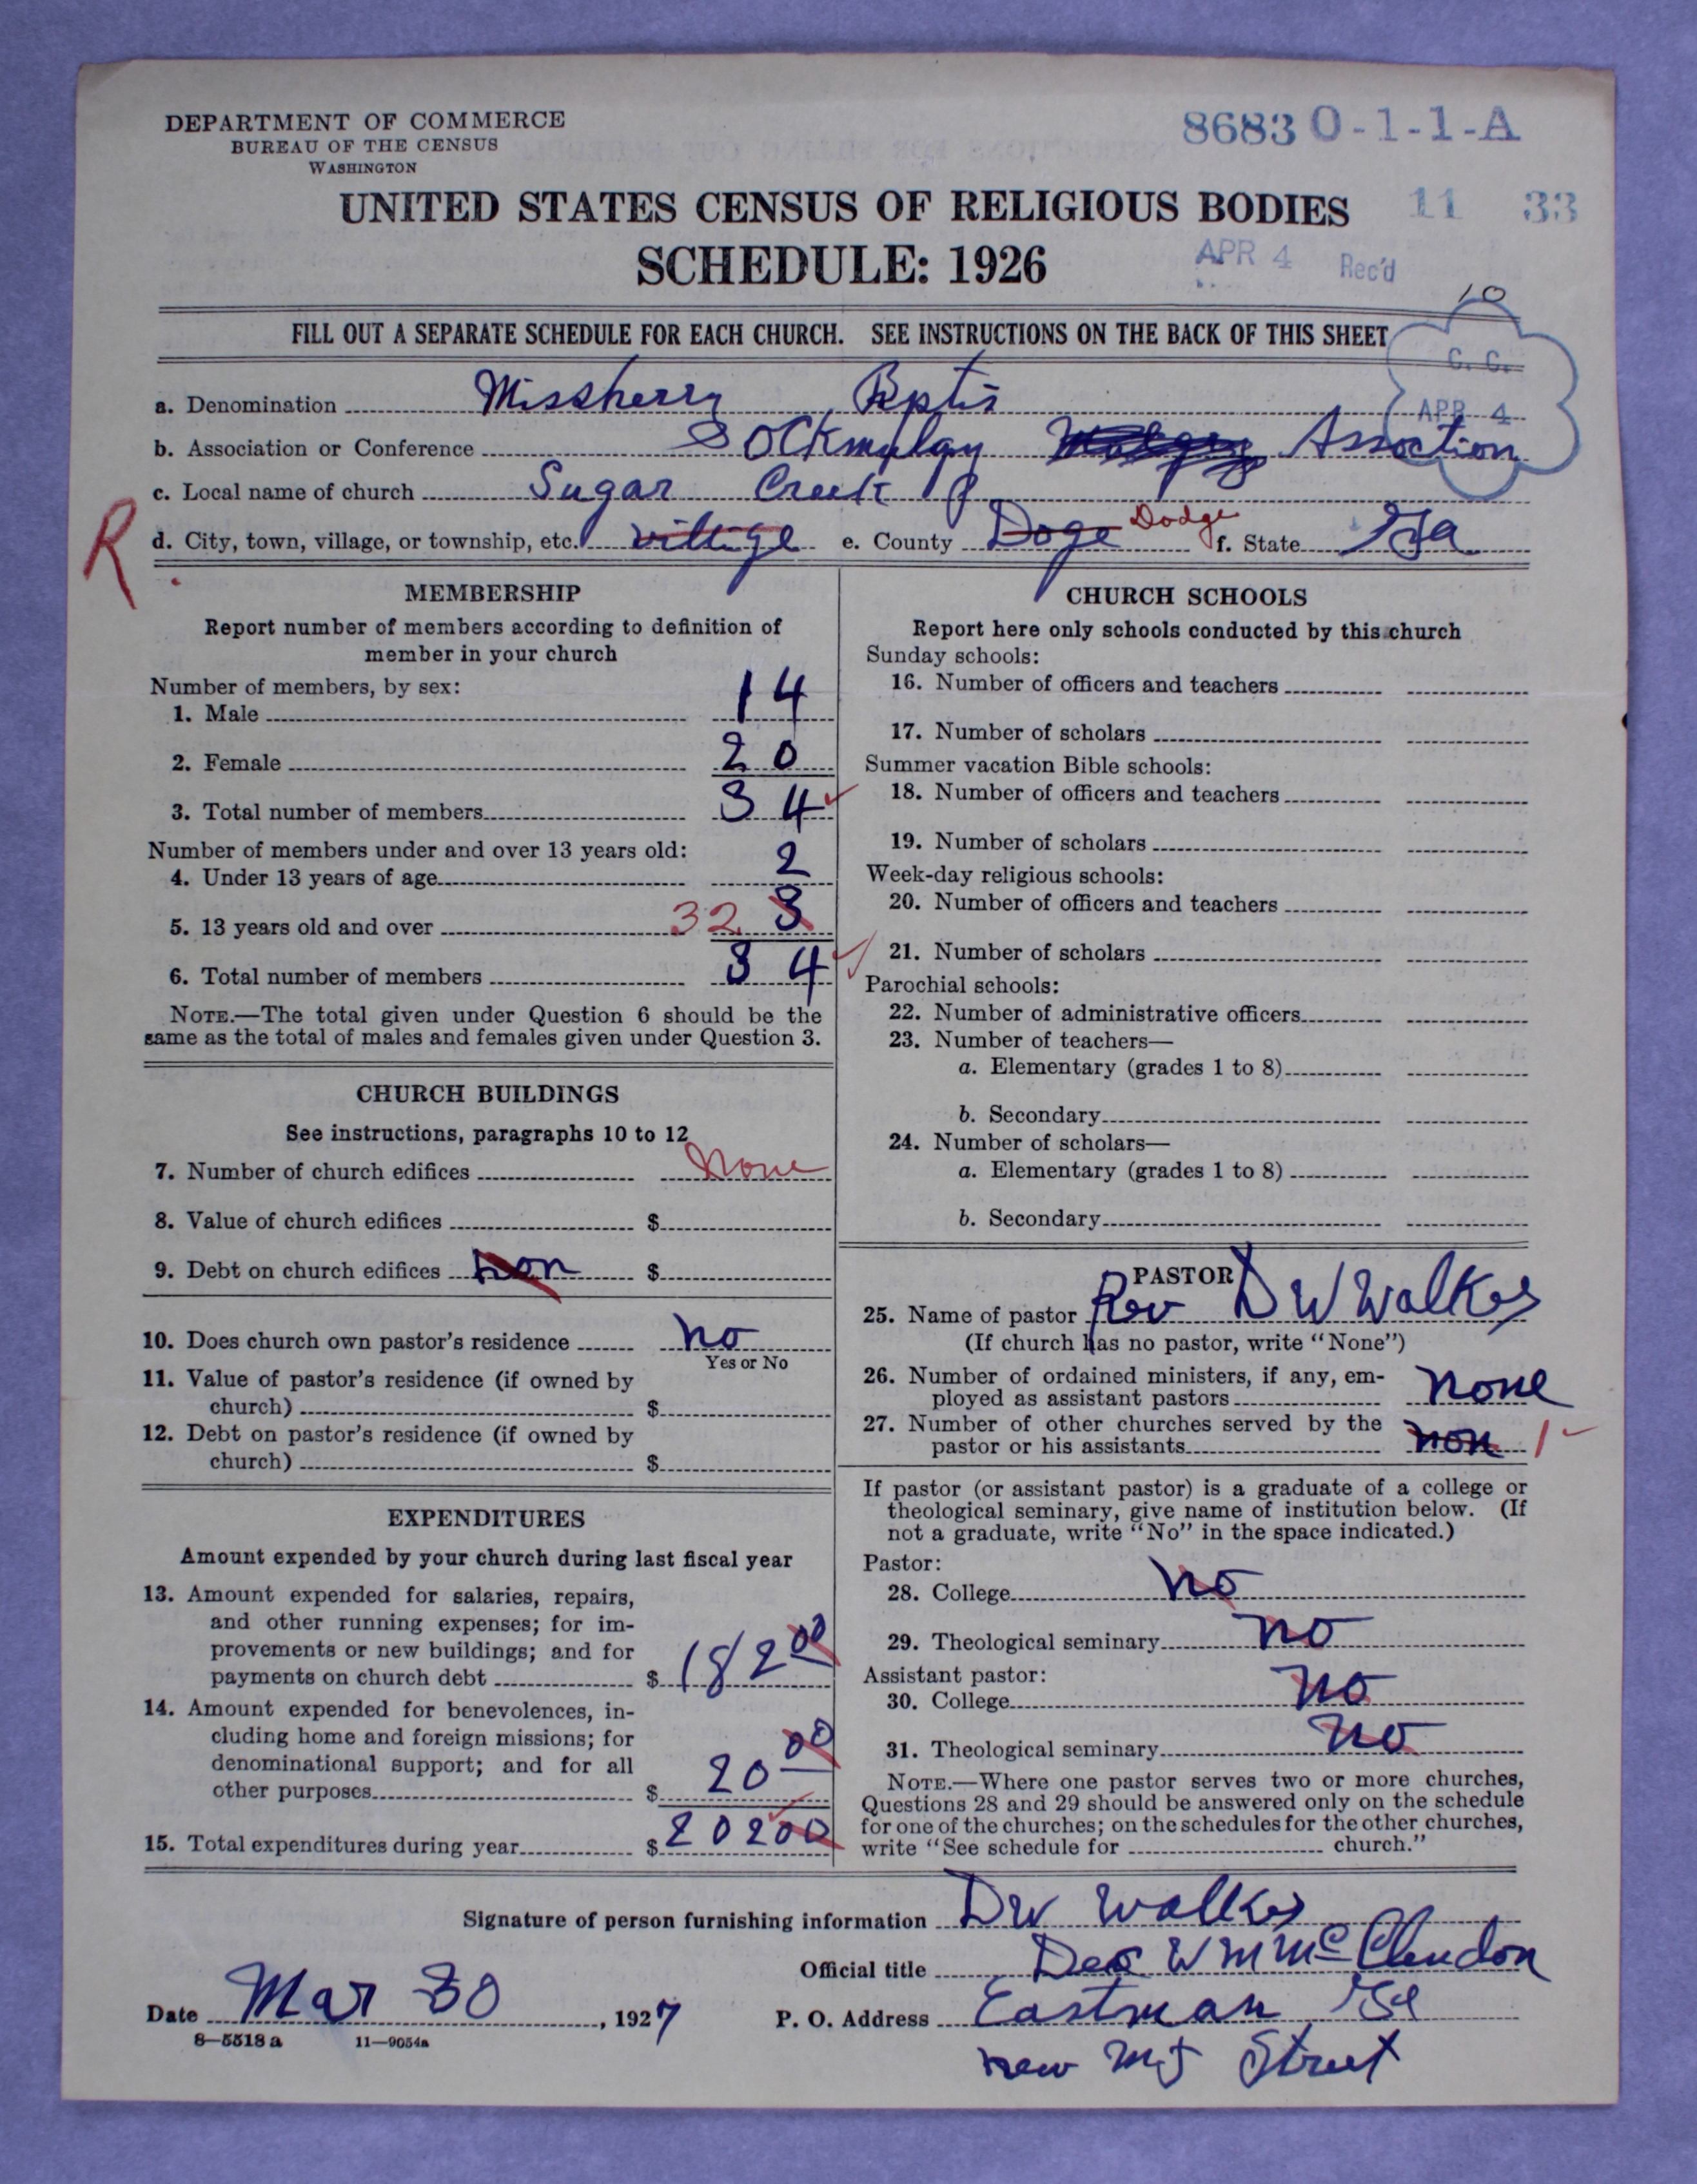 DEPARTMENT OF COMMERCE
BUREAU OF THE CENSUS
WASHINGTON
8683 0-1-1-A
UNITED STATES CENSUS OF RELIGIOUS BODIES
11 33
SCHEDULE: 1926
APR 4 Rec'd
10
FILL OUT A SEPARATE SCHEDULE FOR EACH CHURCH. SEE INSTRUCTIONS ON THE BACK OF THIS SHEET
C. C.
APR 4
a. Denomination Missherry Bptis
b. Association or Conference Ockmulgy Assoction
c. Local name of church Sugar Creek
R
d. City, town, village, or township, etc. village e. County Doge Dodge f. State Ga
MEMBERSHIP
Report number of members according to definition of
member in your church
Number of members, by sex:
1. Male 14
2. Female 20
3. Total number of members 34
Number of members under and over 13 years old:
4. Under 13 years of age 2
5. 13 years old and over 32 3
6. Total number of members 34
NOTE.—The total given under Question 6 should be the
same as the total of males and females given under Question 3.
CHURCH BUILDINGS
See instructions, paragraphs 10 to 12
7. Number of church edifices None
8. Value of church edifices $
9. Debt on church edifices non $
10. Does church own pastor's residence no
Yes or No
11. Value of pastor's residence (if owned by
church) $
12. Debt on pastor's residence (if owned by
church) $
EXPENDITURES
Amount expended by your church during last fiscal year
13. Amount expended for salaries, repairs,
and other running expenses; for im-
provements or new buildings; and for
payments on church debt $ 182 00
14. Amount expended for benevolences, in-
cluding home and foreign missions; for
denominational support; and for all
other purposes $ 20 00
15. Total expenditures during year $ 20200
CHURCH SCHOOLS
Report here only schools conducted by this church
Sunday schools:
16. Number of officers and teachers
17. Number of scholars
Summer vacation Bible schools:
18. Number of officers and teachers
19. Number of scholars
Week-day religious schools:
20. Number of officers and teachers
21. Number of scholars
Parochial schools:
22. Number of administrative officers
23. Number of teachers—
a. Elementary (grades 1 to 8)
b. Secondary
24. Number of scholars—
a. Elementary (grades 1 to 8)
b. Secondary
PASTOR
25. Name of pastor Rev D W Walker
(If church has no pastor, write "None")
26. Number of ordained ministers, if any, em-
ployed as assistant pastors none
27. Number of other churches served by the
pastor or his assistants non 1
If pastor (or assistant pastor) is a graduate of a college or
theological seminary, give name of institution below. (If
not a graduate, write "No" in the space indicated.)
Pastor:
28. College no
29. Theological seminary no
Assistant pastor:
30. College no
31. Theological seminary no
NOTE.—Where one pastor serves two or more churches,
Questions 28 and 29 should be answered only on the schedule
for one of the churches; on the schedules for the other churches,
write "See schedule for church."
Signature of person furnishing information D W Walker
Official title Dea W M McClendon
Date Mar 30, 1927 P. O. Address Eastman Ga
8-5518 a 11-9054a
new Street